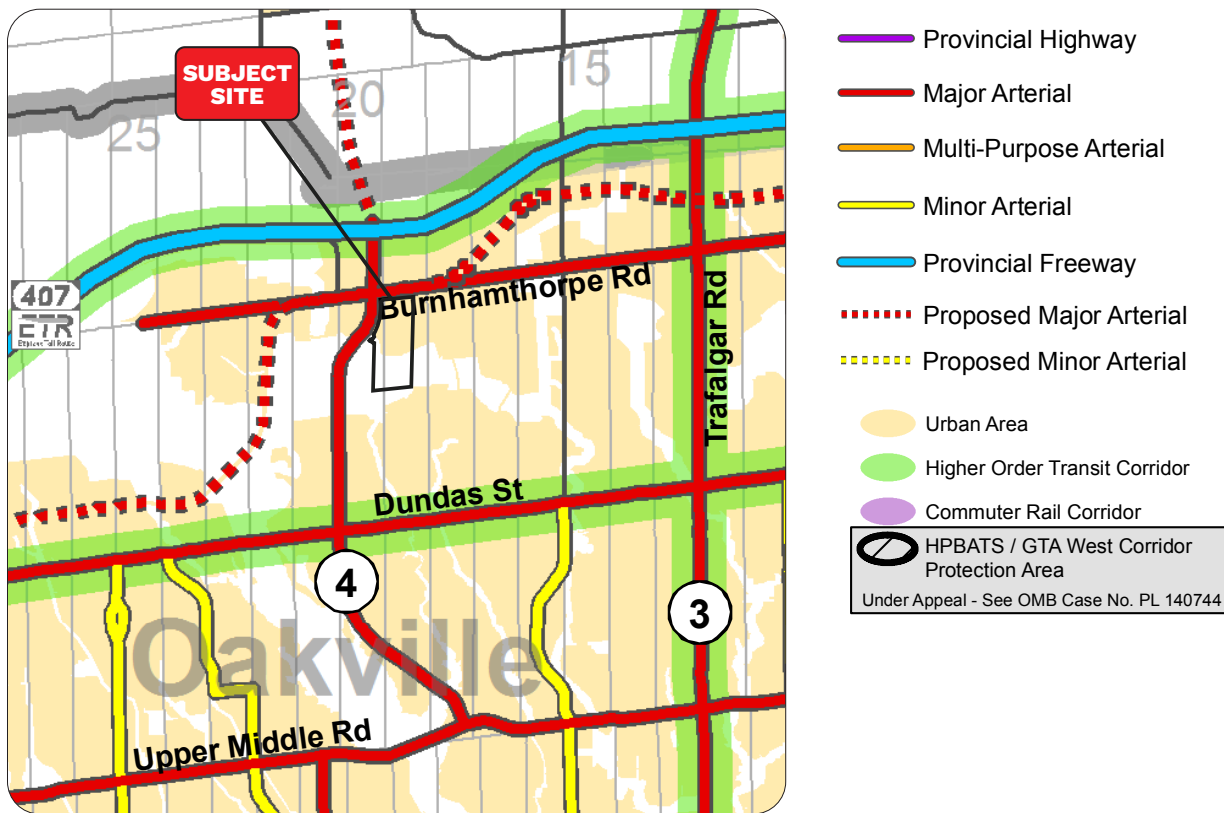 SUBJECT
SITE
15
20
25
407
ETR
Express Toll Route
Burnhamthorpe Rd
Trafalgar Rd
Dundas St
4
3
Oakville
Upper Middle Rd
Provincial Highway
Major Arterial
Multi-Purpose Arterial
Minor Arterial
Provincial Freeway
Proposed Major Arterial
Proposed Minor Arterial
Urban Area
Higher Order Transit Corridor
Commuter Rail Corridor
HPBATS / GTA West Corridor
Protection Area
Under Appeal - See OMB Case No. PL 140744